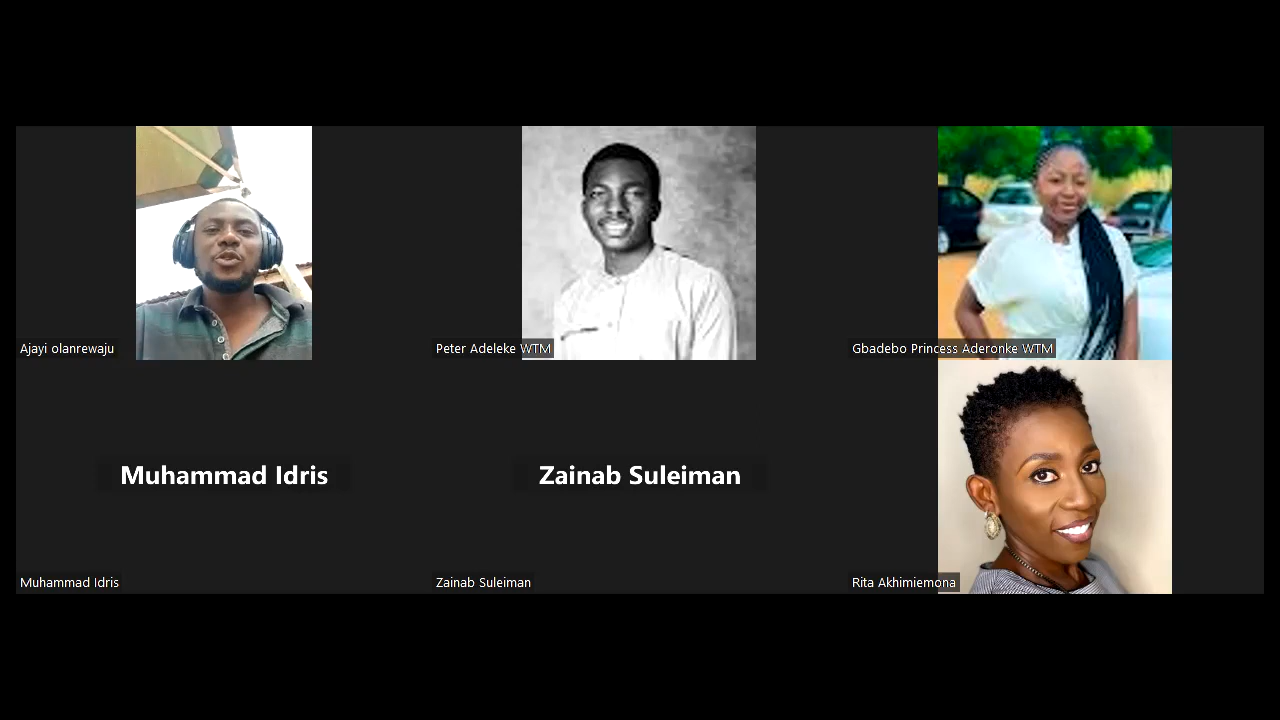 Ajayi olanrewaju
Peter Adeleke WTM
Gbadebo Princess Aderonke WTM
Muhammad Idris
Zainab Suleiman
Muhammad Idris
Zainab Suleiman
Rita Akhimiemona